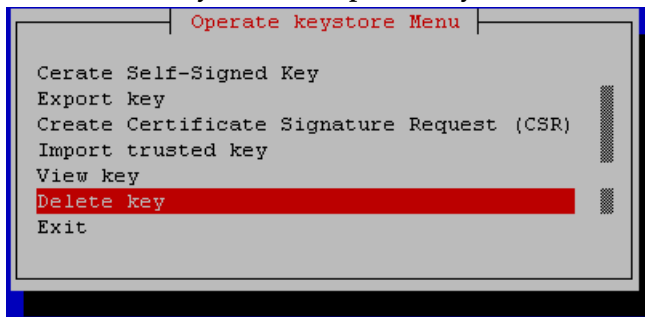 Operate keystore Menu
Cerate Self-Signed Key
Export key
Create Certificate Signature Request (CSR)
Import trusted key
View key
Delete key
Exit